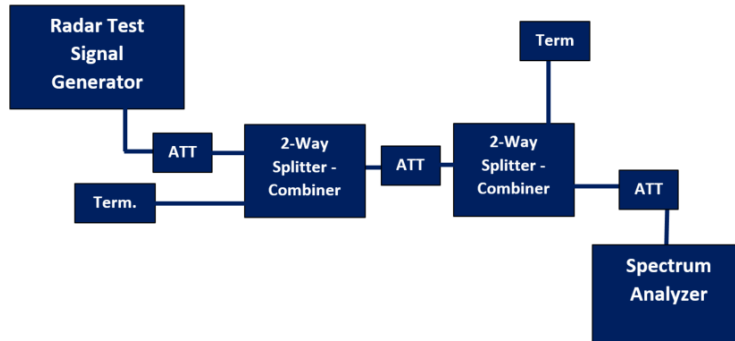 Radar Test
Signal
Generator
Term
ATT
2-Way
Splitter -
Combiner
ATT
2-Way
Splitter -
Combiner
ATT
Term.
Spectrum
Analyzer